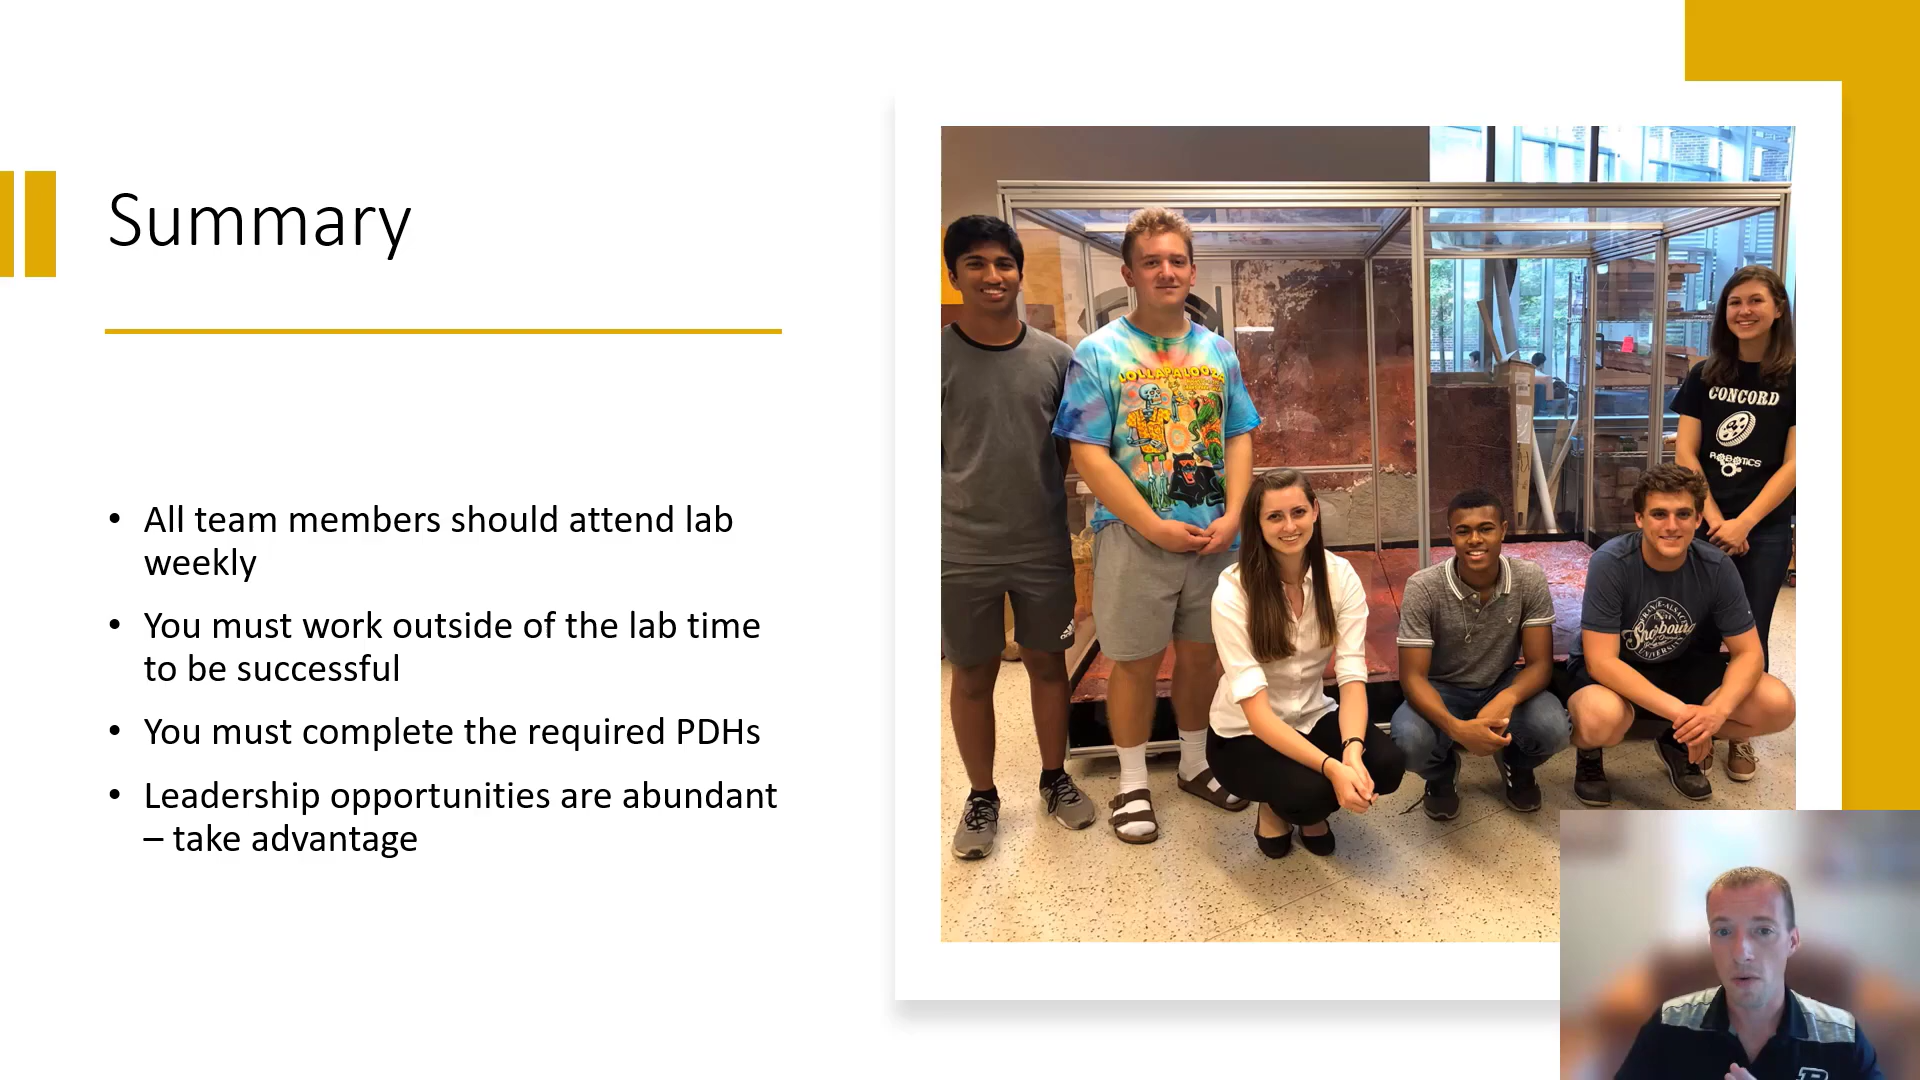 Summary
• All team members should attend lab
weekly
• You must work outside of the lab time
to be successful
• You must complete the required PDHs
• Leadership opportunities are abundant
– take advantage
LOLLAPALOOZA
CONCORD
ROBOTICS
UNIVERSITY